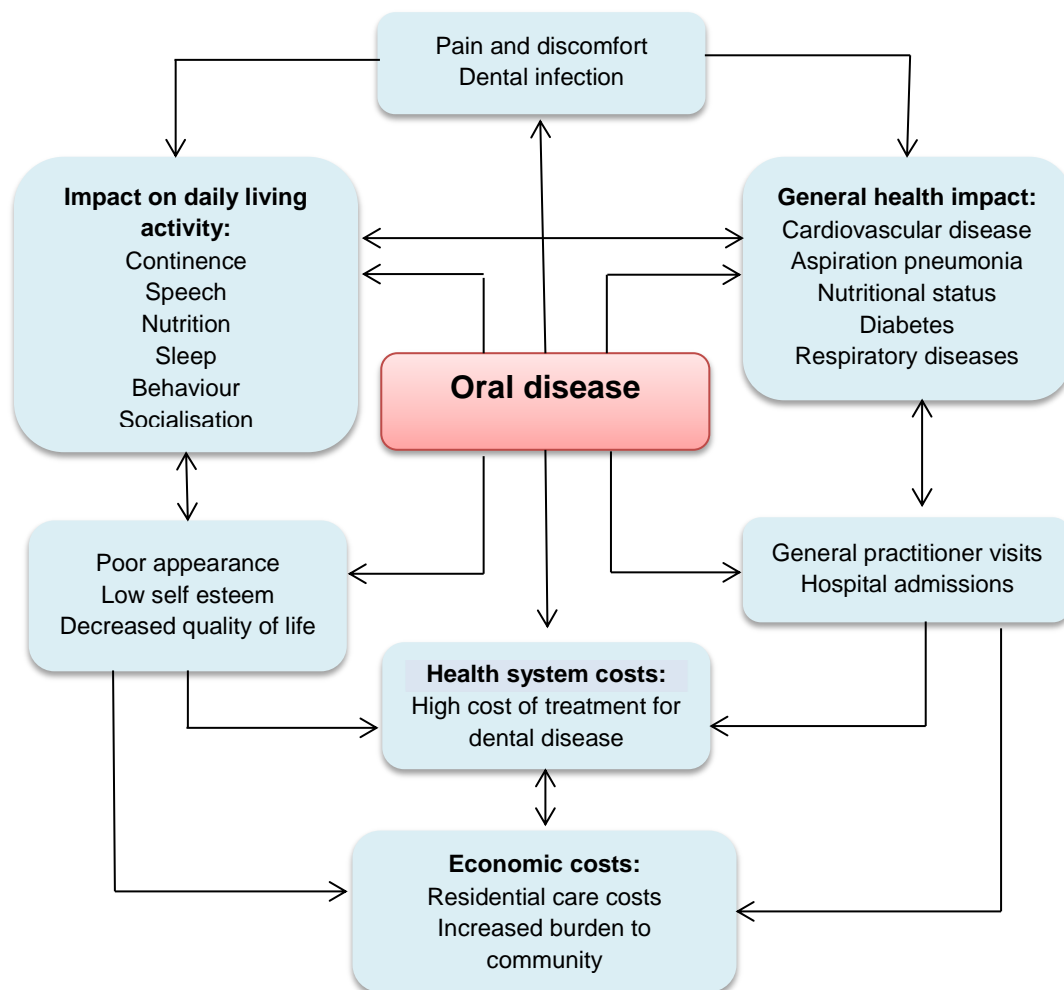 Pain and discomfort
Dental infection
Impact on daily living
activity:
Continence
Speech
Nutrition
Sleep
Behaviour
Socialisation
General health impact:
Cardiovascular disease
Aspiration pneumonia
Nutritional status
Diabetes
Respiratory diseases
Oral disease
Poor appearance
Low self esteem
Decreased quality of life
General practitioner visits
Hospital admissions
Health system costs:
High cost of treatment for
dental disease
Economic costs:
Residential care costs
Increased burden to
community